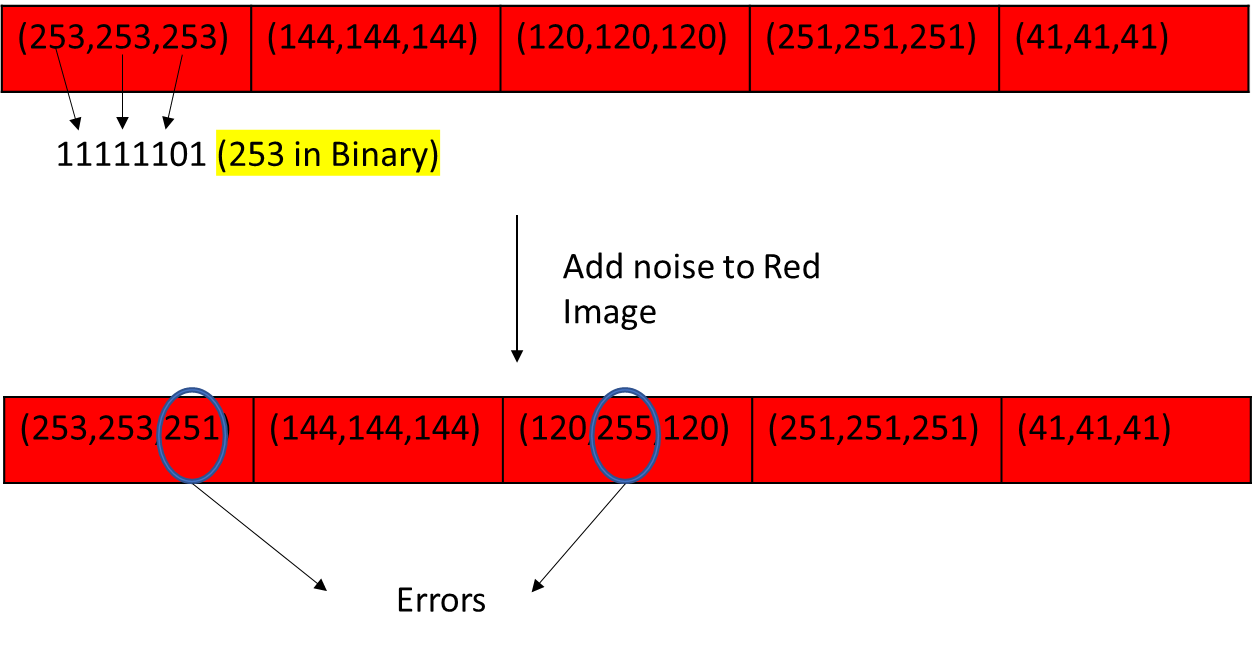 (253,253,253) (144,144,144) (120,120,120) (251,251,251) (41,41,41)
11111101 (253 in Binary)
Add noise to Red
Image
(253,253,251) (144,144,144) (120,255,120) (251,251,251) (41,41,41)
Errors